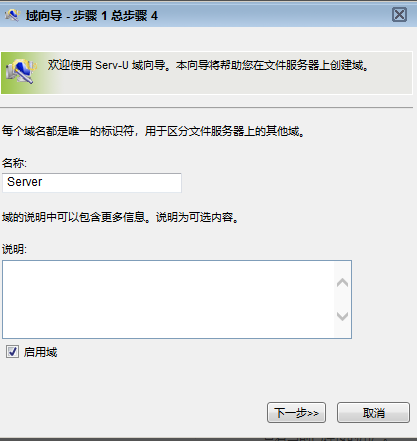 域向导 - 步骤 1 总步骤 4
欢迎使用 Serv-U 域向导。本向导将帮助您在文件服务器上创建域。
每个域名都是唯一的标识符，用于区分文件服务器上的其他域。
名称:
Server
域的说明中可以包含更多信息。说明为可选内容。
说明:
启用域
下一步>>
取消